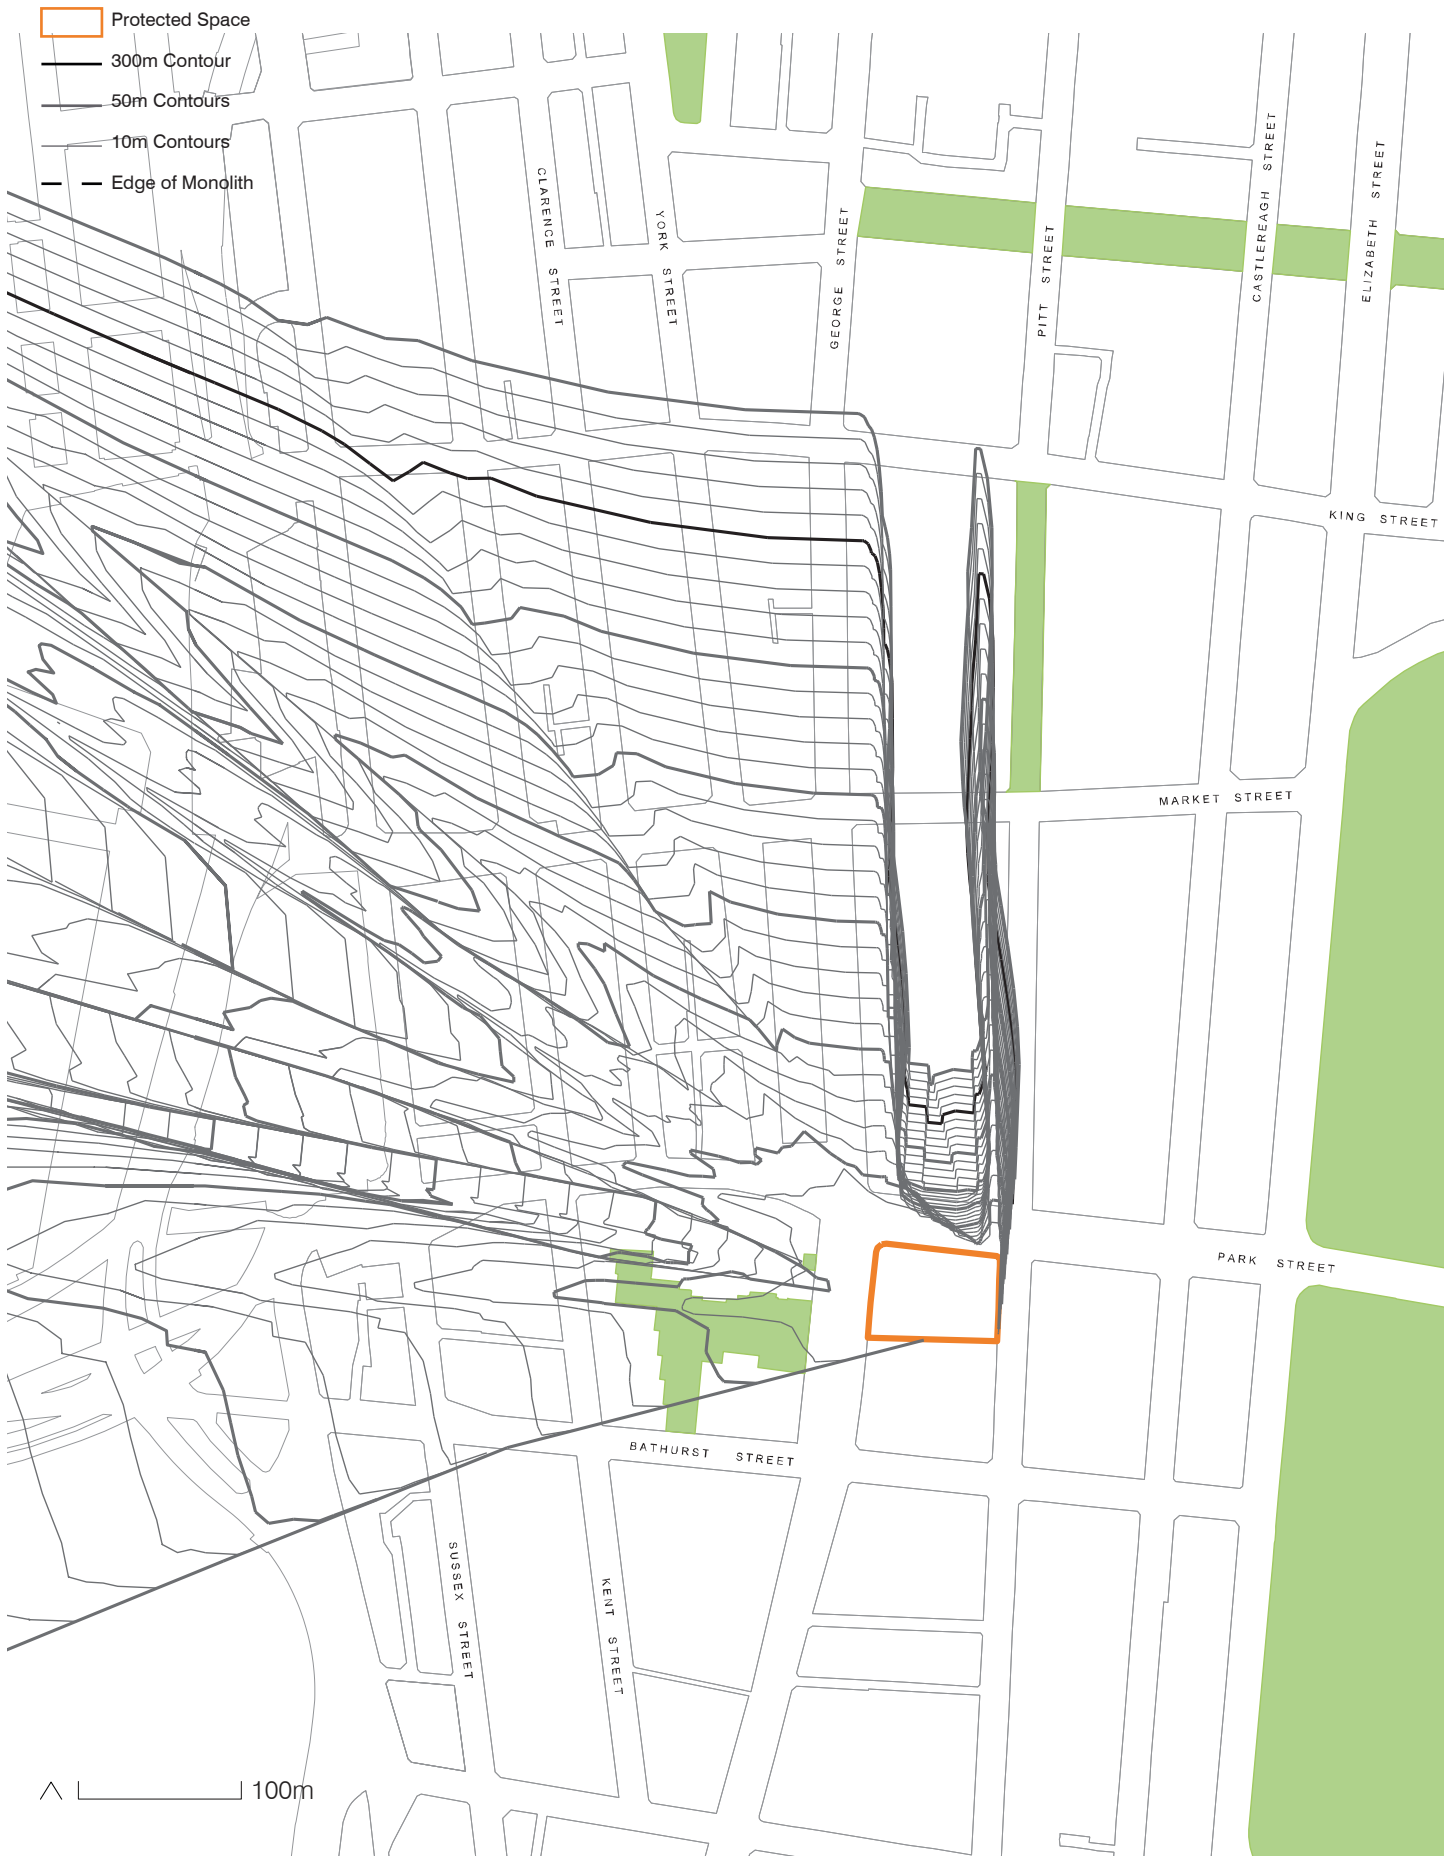 Protected Space
300m Contour
50m Contours
10m Contours
Edge of Monolith
CLARENCE STREET
YORK STREET
GEORGE STREET
PITT STREET
CASTLEREAGH STREET
ELIZABETH STREET
KING STREET
MARKET STREET
PARK STREET
BATHURST STREET
SUSSEX STREET
KENT STREET
100m